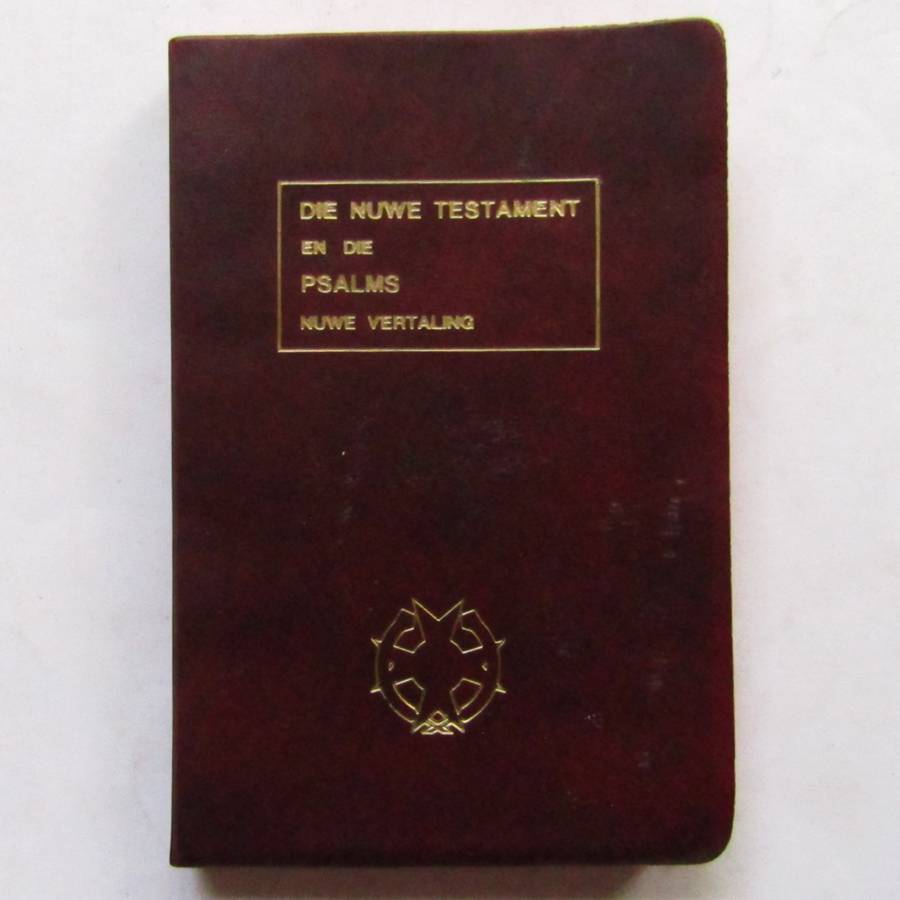 DIE NUWE TESTAMENT
EN DIE
PSALMS
NUWE VERTALING